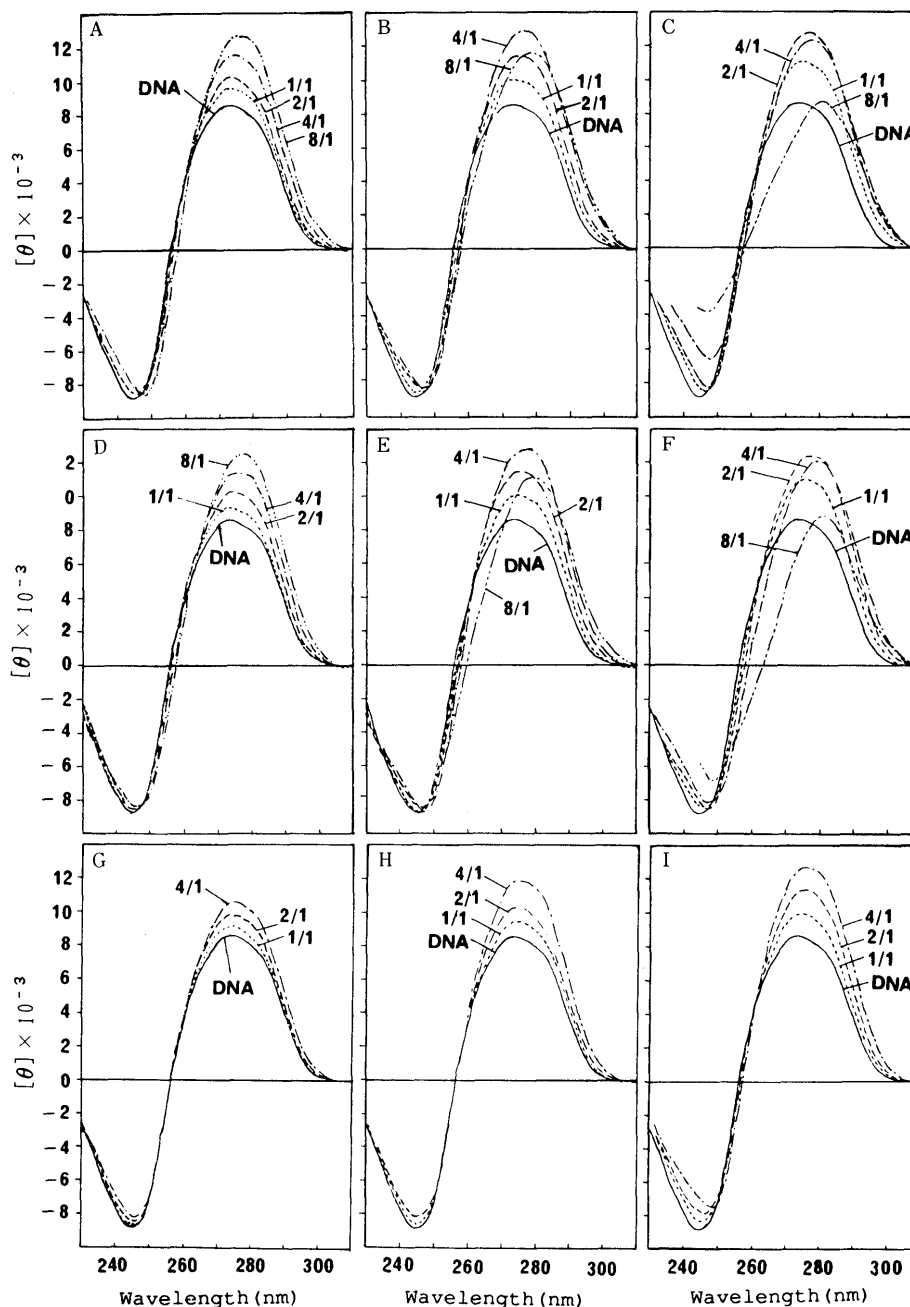 A
B
C
[θ] × 10⁻³
12
10
8
6
4
2
0
− 2
− 4
− 6
− 8
DNA
1/1
2/1
4/1
8/1
4/1
8/1
1/1
2/1
DNA
4/1
2/1
1/1
8/1
DNA
D
E
F
[θ] × 10⁻³
2
0
8
6
4
2
0
− 2
− 4
− 6
− 8
8/1
1/1
4/1
2/1
DNA
4/1
1/1
2/1
DNA
8/1
4/1
2/1
1/1
8/1
DNA
G
H
I
[θ] × 10⁻³
12
10
8
6
4
2
0
− 2
− 4
− 6
− 8
4/1
2/1
1/1
DNA
4/1
2/1
1/1
DNA
4/1
2/1
1/1
DNA
240 260 280 300
240 260 280 300
240 260 280 300
Wavelength(nm)
Wavelength(nm)
Wavelength(nm)